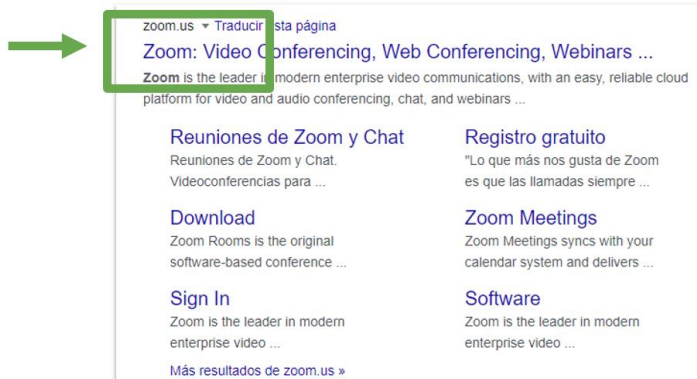 zoom.us ▾ Traducir esta página
Zoom: Video Conferencing, Web Conferencing, Webinars ...
Zoom is the leader in modern enterprise video communications, with an easy, reliable cloud
platform for video and audio conferencing, chat, and webinars ...
Reuniones de Zoom y Chat
Reuniones de Zoom y Chat.
Videoconferencias para ...
Registro gratuito
"Lo que más nos gusta de Zoom
es que las llamadas siempre ...
Download
Zoom Rooms is the original
software-based conference ...
Zoom Meetings
Zoom Meetings syncs with your
calendar system and delivers ...
Sign In
Zoom is the leader in modern
enterprise video ...
Software
Zoom is the leader in modern
enterprise video ...
Más resultados de zoom.us »